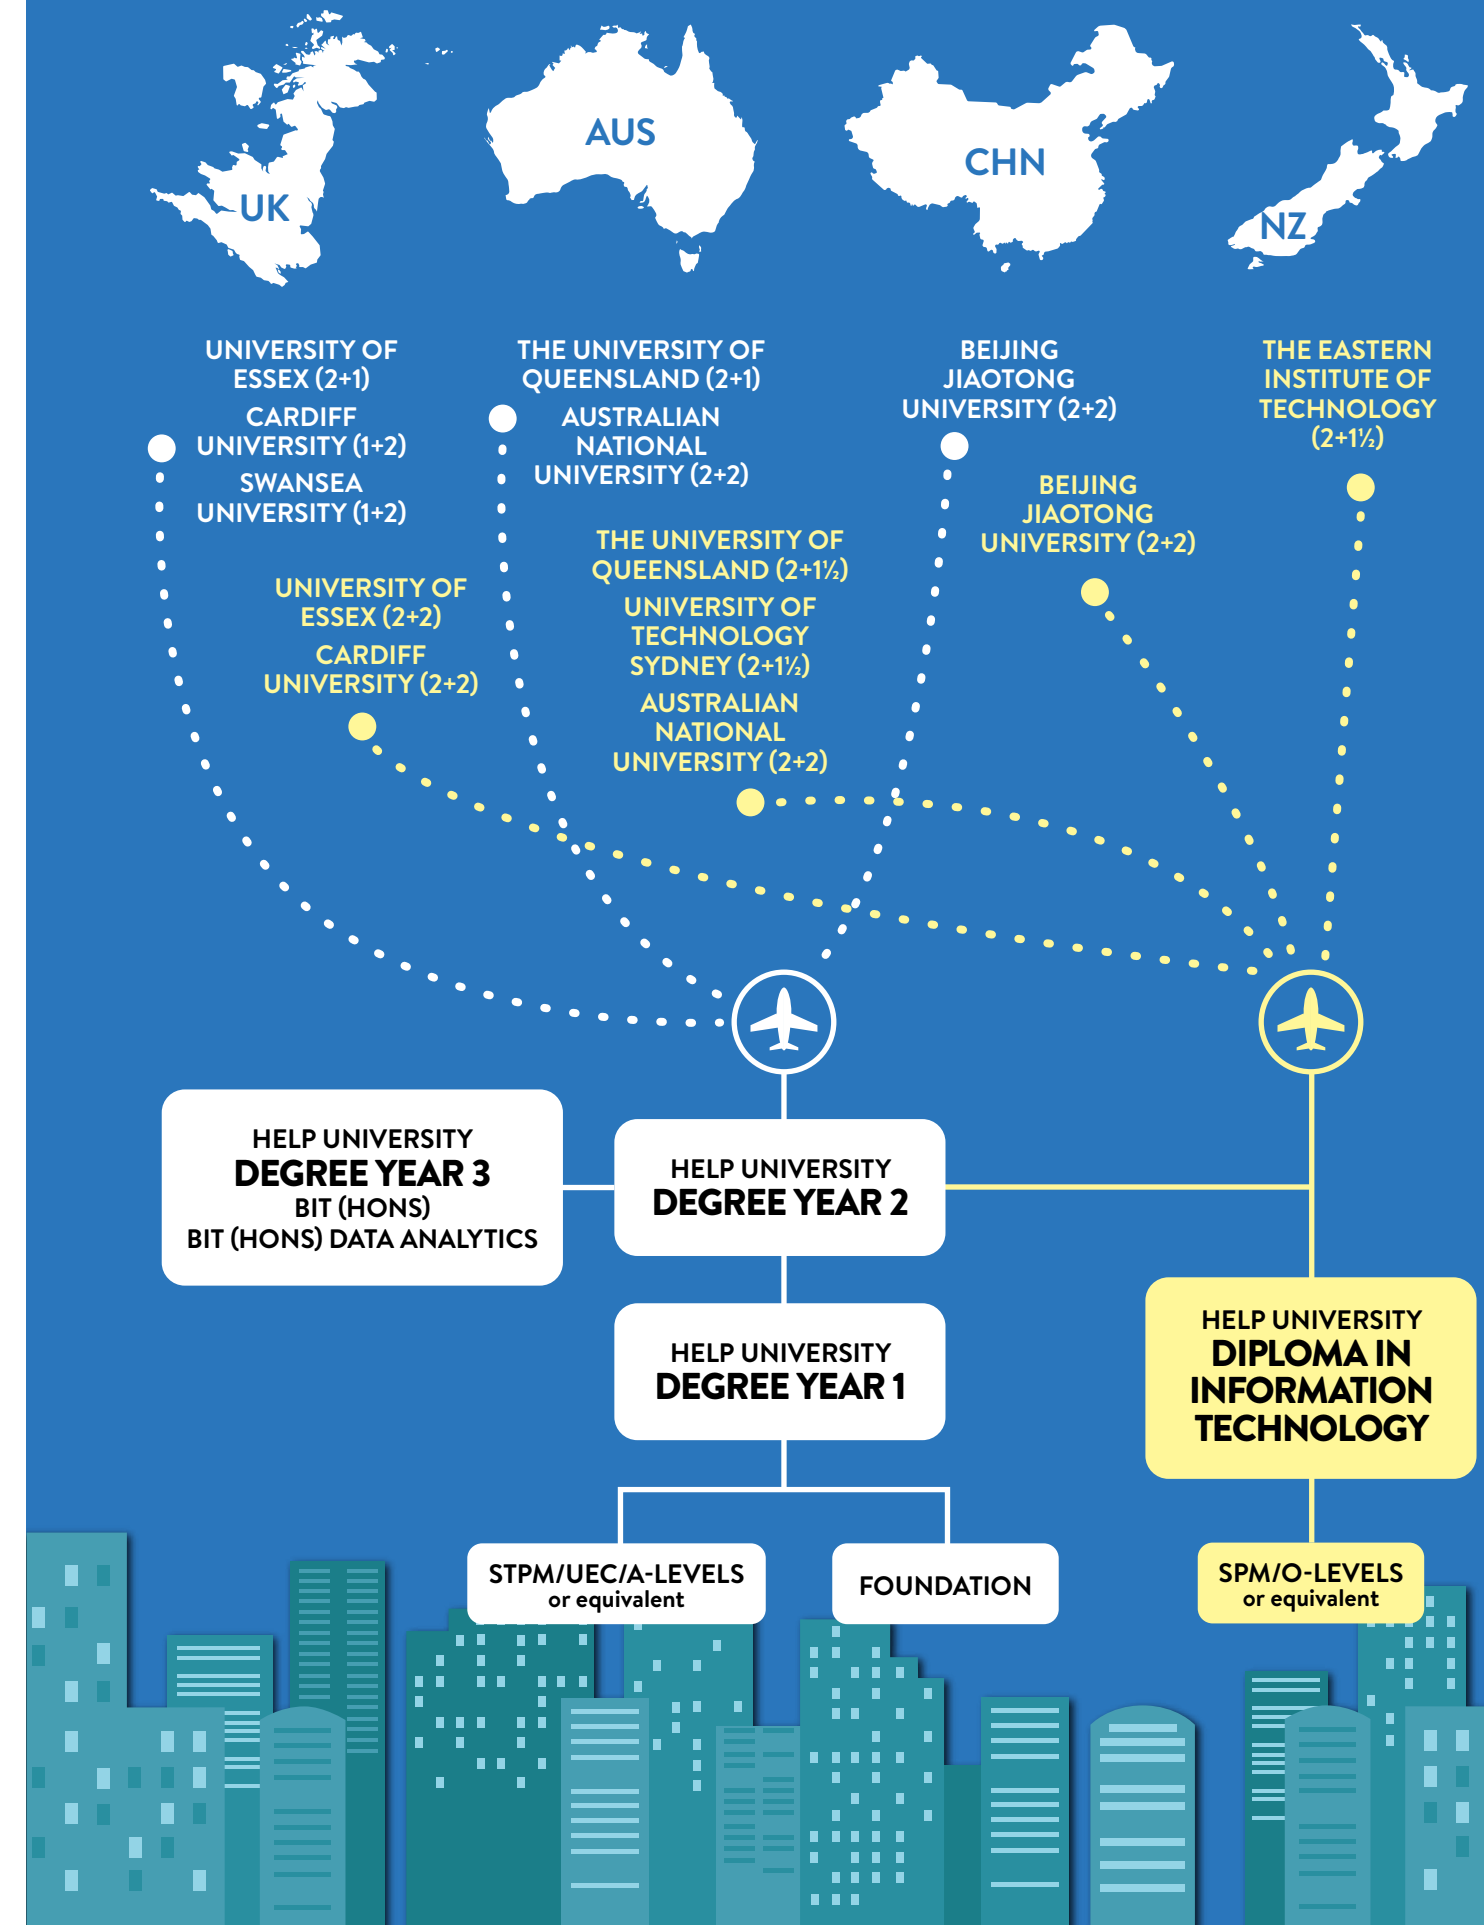 UK
AUS
CHN
NZ
UNIVERSITY OF
ESSEX (2+1)
CARDIFF
UNIVERSITY (1+2)
SWANSEA
UNIVERSITY (1+2)
UNIVERSITY OF
ESSEX (2+2)
CARDIFF
UNIVERSITY (2+2)
THE UNIVERSITY OF
QUEENSLAND (2+1)
AUSTRALIAN
NATIONAL
UNIVERSITY (2+2)
THE UNIVERSITY OF
QUEENSLAND (2+1½)
UNIVERSITY OF
TECHNOLOGY
SYDNEY (2+1½)
AUSTRALIAN
NATIONAL
UNIVERSITY (2+2)
BEIJING
JIAOTONG
UNIVERSITY (2+2)
BEIJING
JIAOTONG
UNIVERSITY (2+2)
THE EASTERN
INSTITUTE OF
TECHNOLOGY
(2+1½)
HELP UNIVERSITY
DEGREE YEAR 3
BIT (HONS)
BIT (HONS) DATA ANALYTICS
HELP UNIVERSITY
DEGREE YEAR 2
HELP UNIVERSITY
DEGREE YEAR 1
HELP UNIVERSITY
DIPLOMA IN
INFORMATION
TECHNOLOGY
STPM/UEC/A-LEVELS
or equivalent
FOUNDATION
SPM/O-LEVELS
or equivalent